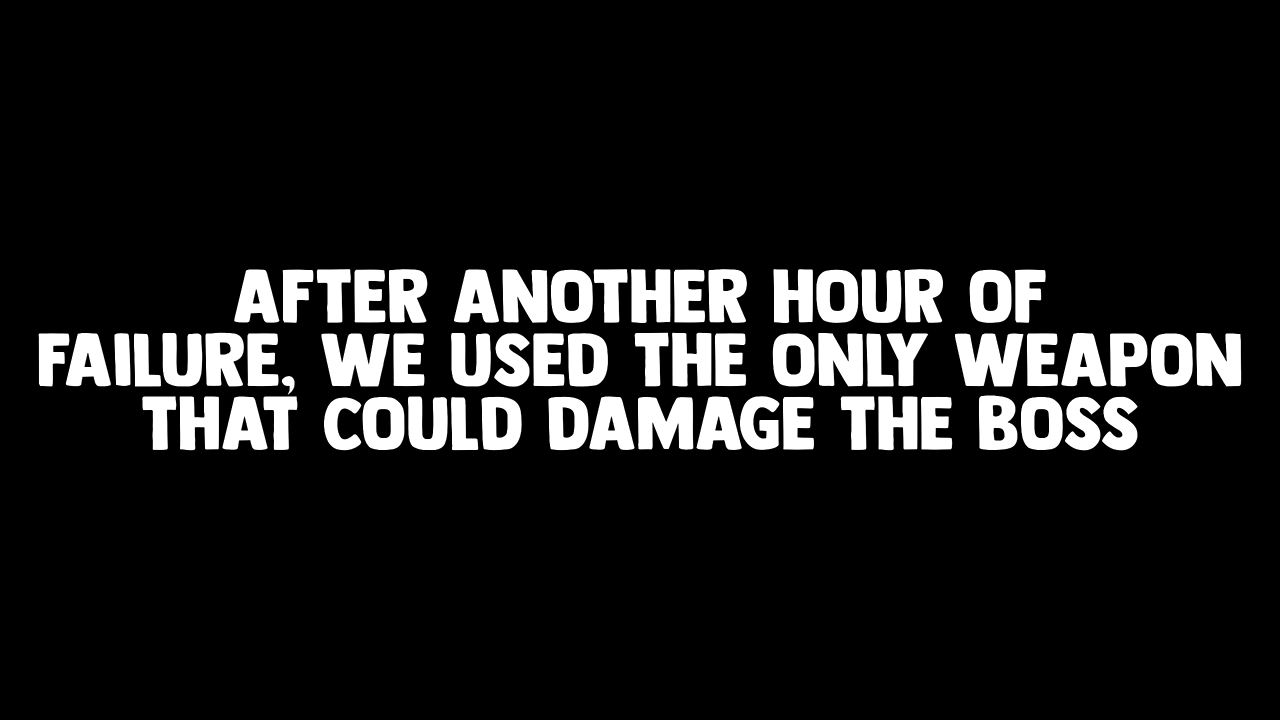 AFTER ANOTHER HOUR OF
FAILURE, WE USED THE ONLY WEAPON
THAT COULD DAMAGE THE BOSS